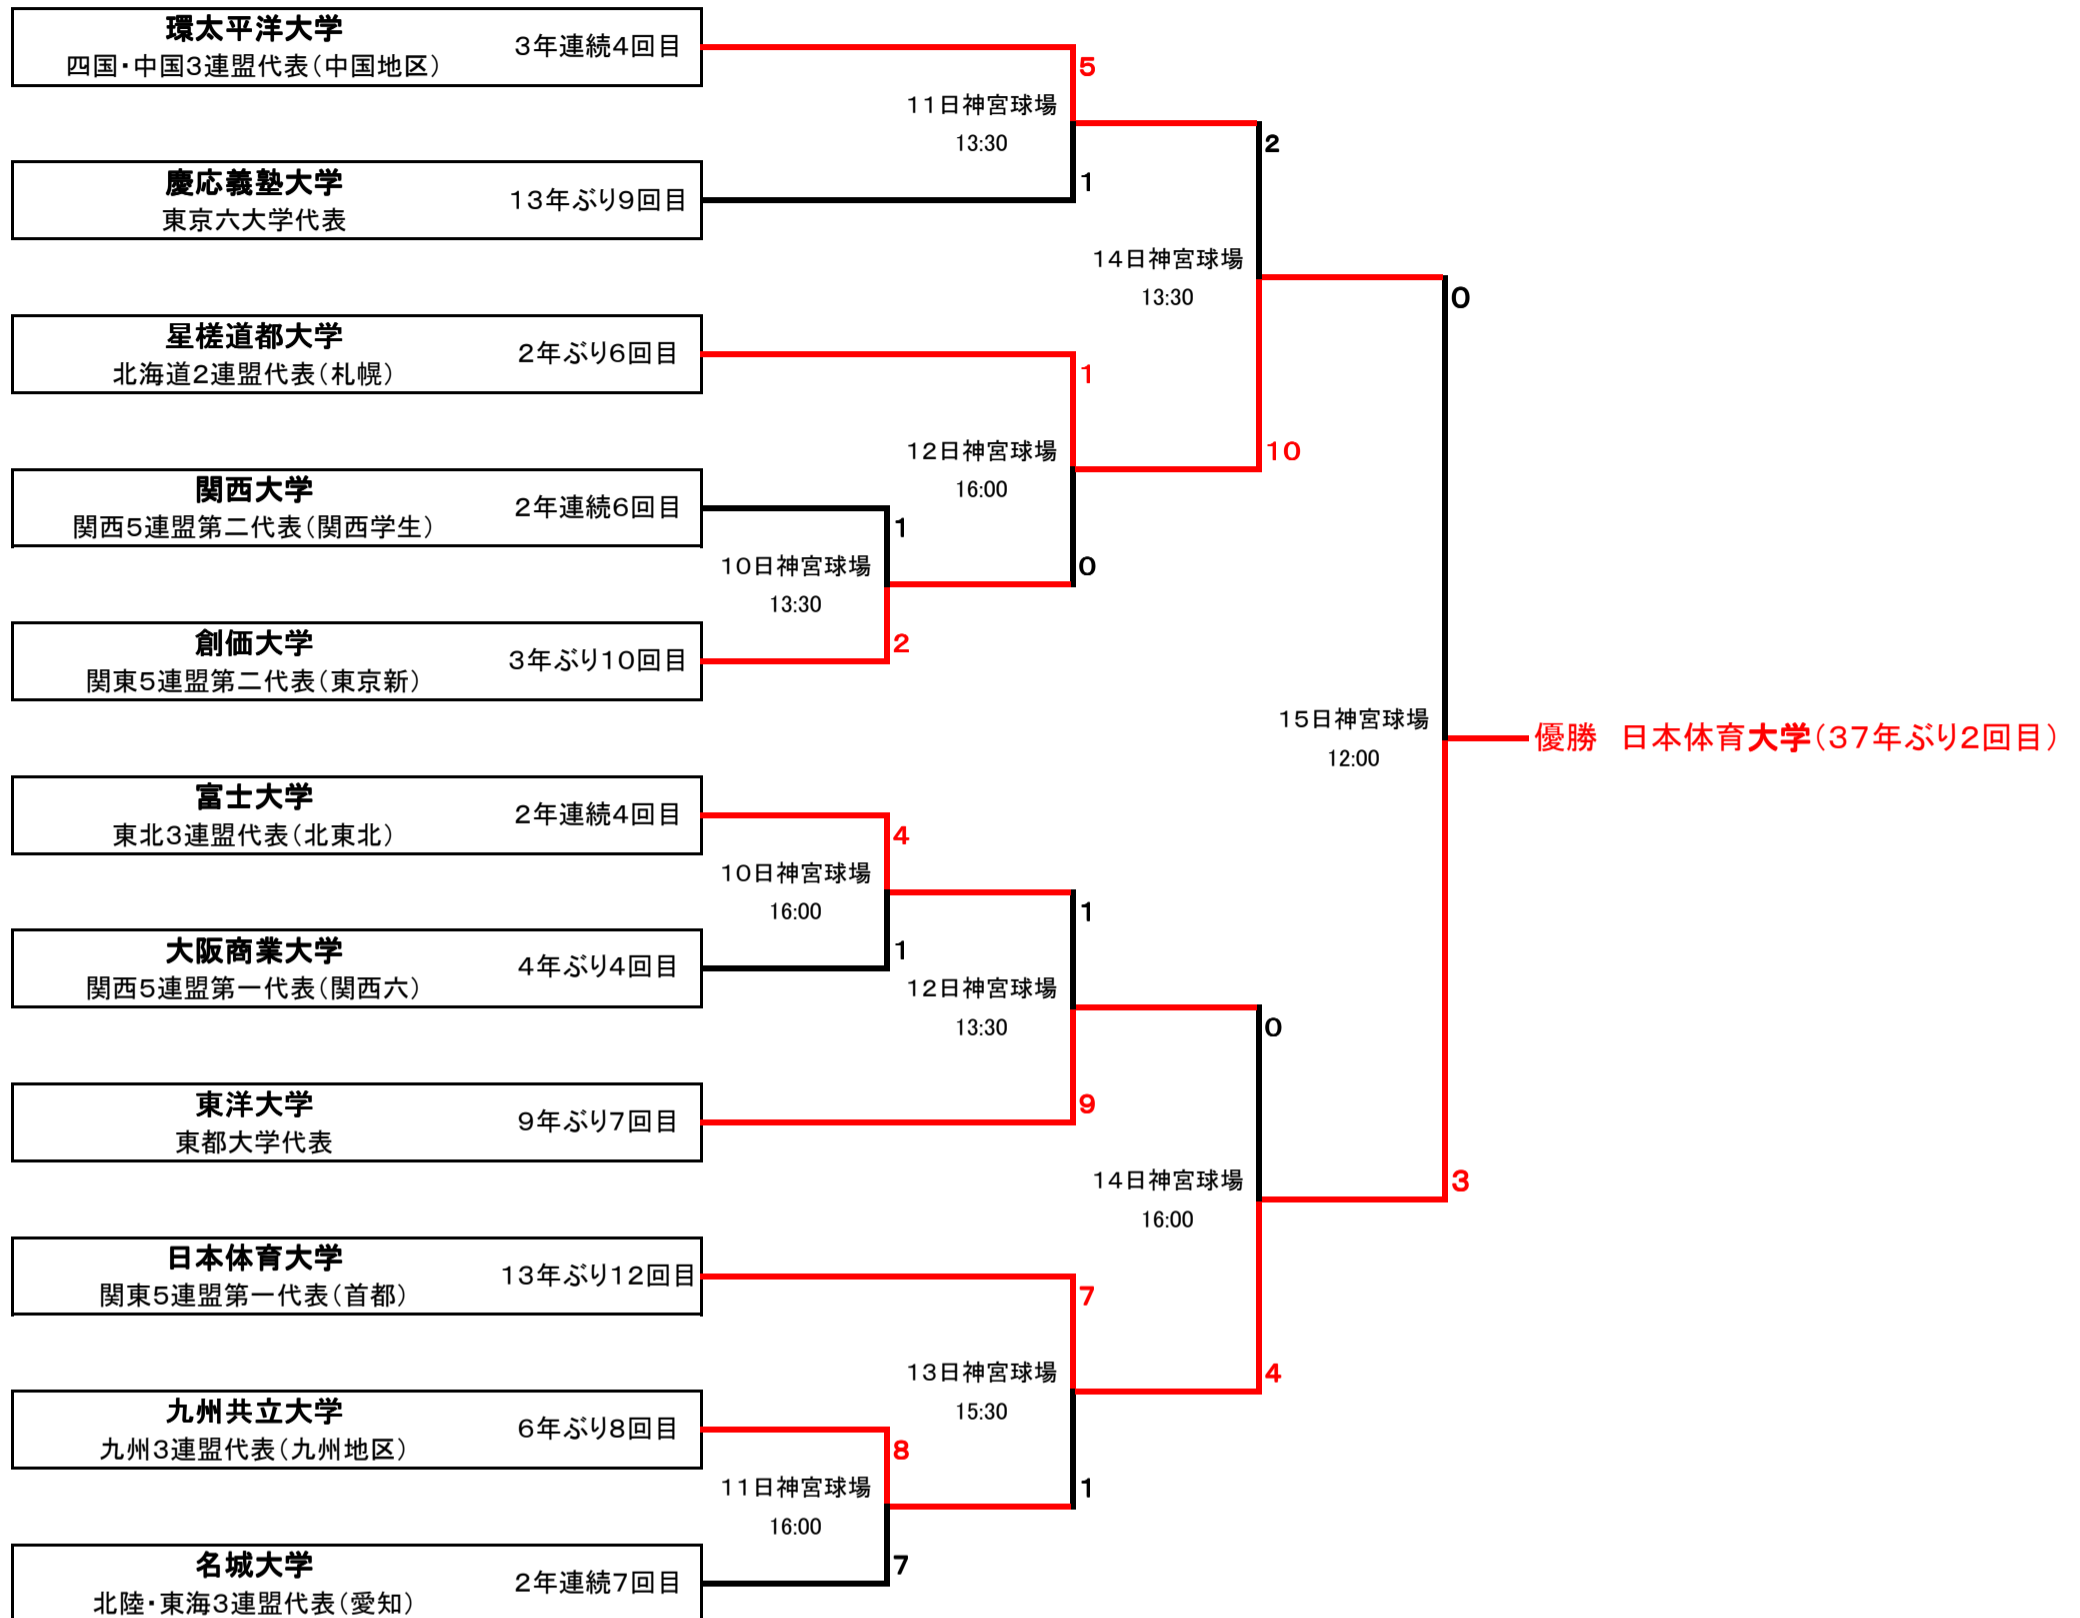 環太平洋大学
四国・中国3連盟代表（中国地区）
3年連続4回目
5
11日神宮球場
13:30
1
慶応義塾大学
東京六大学代表
13年ぶり9回目
2
14日神宮球場
13:30
10
0
星槎道都大学
北海道2連盟代表（札幌）
2年ぶり6回目
1
12日神宮球場
16:00
0
関西大学
関西5連盟第二代表（関西学生）
2年連続6回目
1
10日神宮球場
13:30
2
創価大学
関東5連盟第二代表（東京新）
3年ぶり10回目
15日神宮球場
12:00
優勝　日本体育大学（37年ぶり2回目）
富士大学
東北3連盟代表（北東北）
2年連続4回目
4
10日神宮球場
16:00
1
大阪商業大学
関西5連盟第一代表（関西六）
4年ぶり4回目
1
12日神宮球場
13:30
9
東洋大学
東都大学代表
9年ぶり7回目
0
14日神宮球場
16:00
4
3
日本体育大学
関東5連盟第一代表（首都）
13年ぶり12回目
7
13日神宮球場
15:30
1
九州共立大学
九州3連盟代表（九州地区）
6年ぶり8回目
8
11日神宮球場
16:00
7
名城大学
北陸・東海3連盟代表（愛知）
2年連続7回目